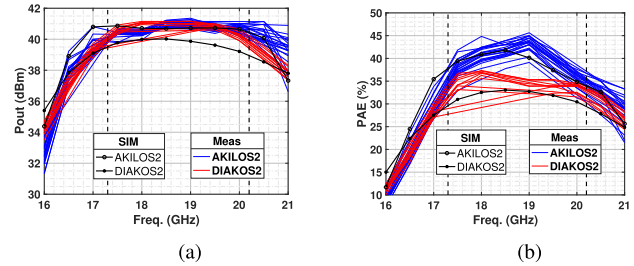 42
40
38
36
34
32
30
Pout (dBm)
SIM
AKILOS2
DIAKOS2
Meas
AKILOS2
DIAKOS2
16 17 18 19 20 21
Freq. (GHz)
(a)
50
45
40
35
30
25
20
15
10
PAE (%)
SIM
AKILOS2
DIAKOS2
Meas
AKILOS2
DIAKOS2
16 17 18 19 20 21
Freq. (GHz)
(b)